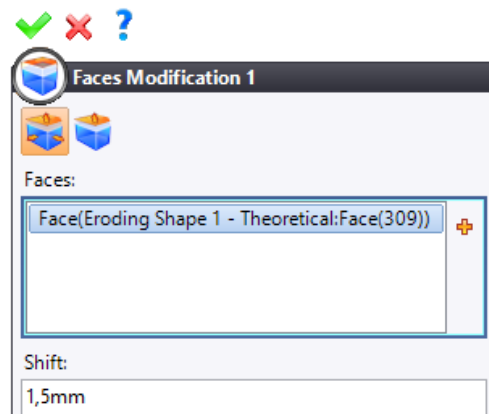 ?
Faces Modification 1
Faces:
Face(Eroding Shape 1 - Theoretical:Face(309))
Shift:
1,5mm